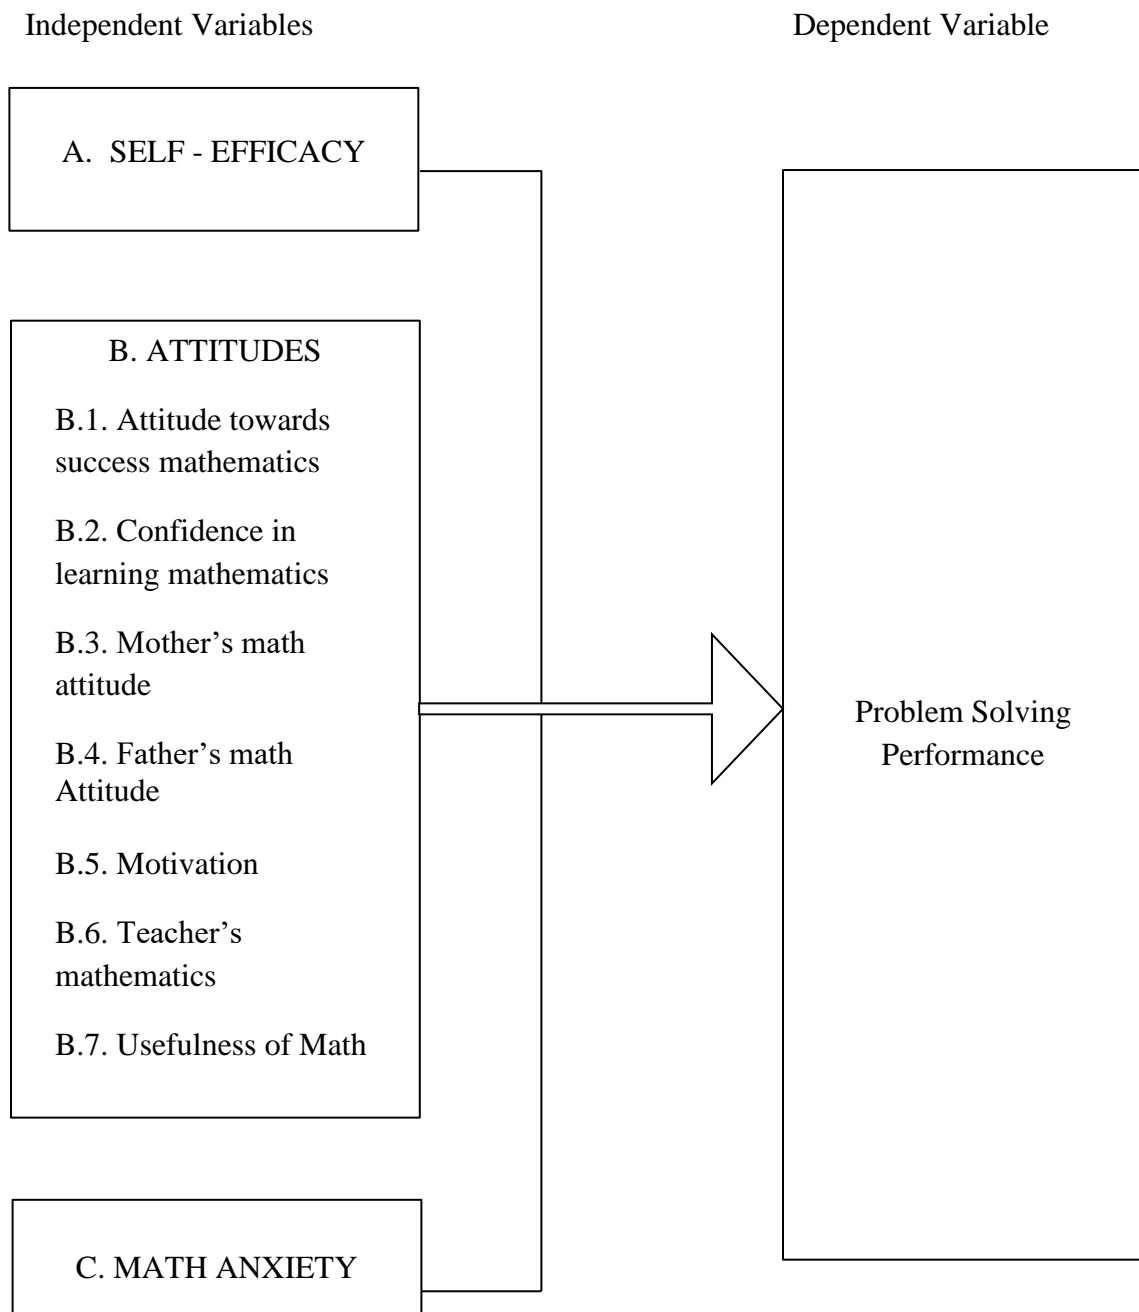 Independent Variables
Dependent Variable
A. SELF - EFFICACY
B. ATTITUDES
B.1. Attitude towards
success mathematics
B.2. Confidence in
learning mathematics
B.3. Mother’s math
attitude
B.4. Father’s math
Attitude
B.5. Motivation
B.6. Teacher’s
mathematics
B.7. Usefulness of Math
C. MATH ANXIETY
Problem Solving
Performance